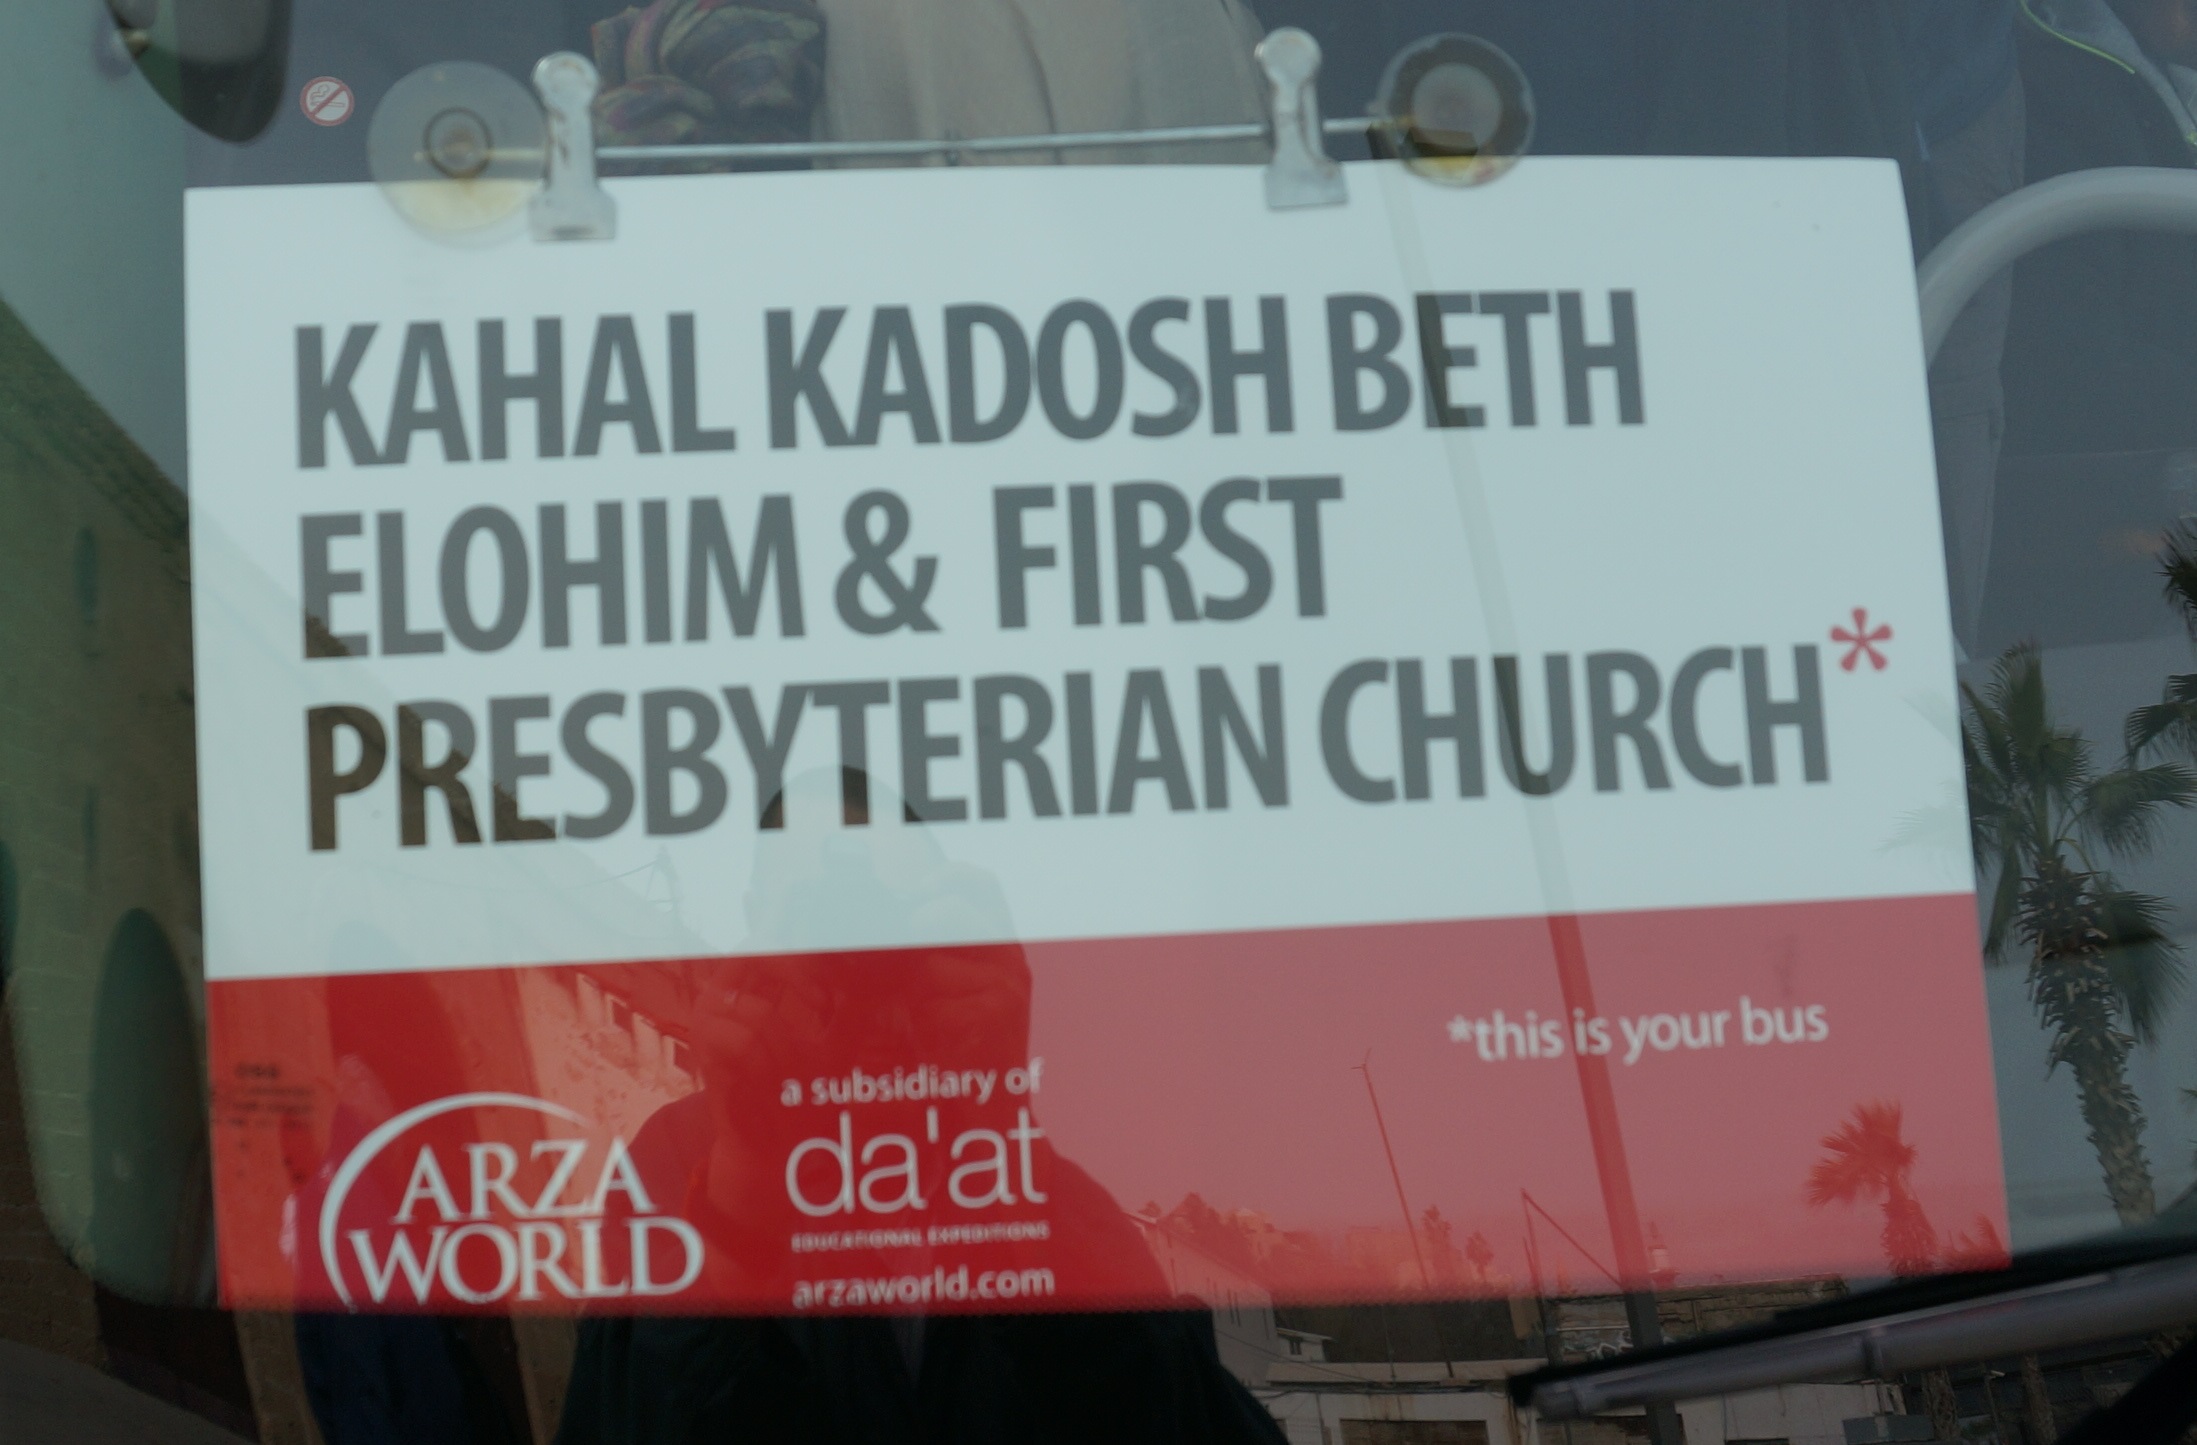 KAHAL KADOSH BETH
ELOHIM & FIRST
PRESBYTERIAN CHURCH*
*this is your bus
ARZA
WORLD
a subsidiary of
da'at
EDUCATIONAL EXPEDITIONS
arzaworld.com